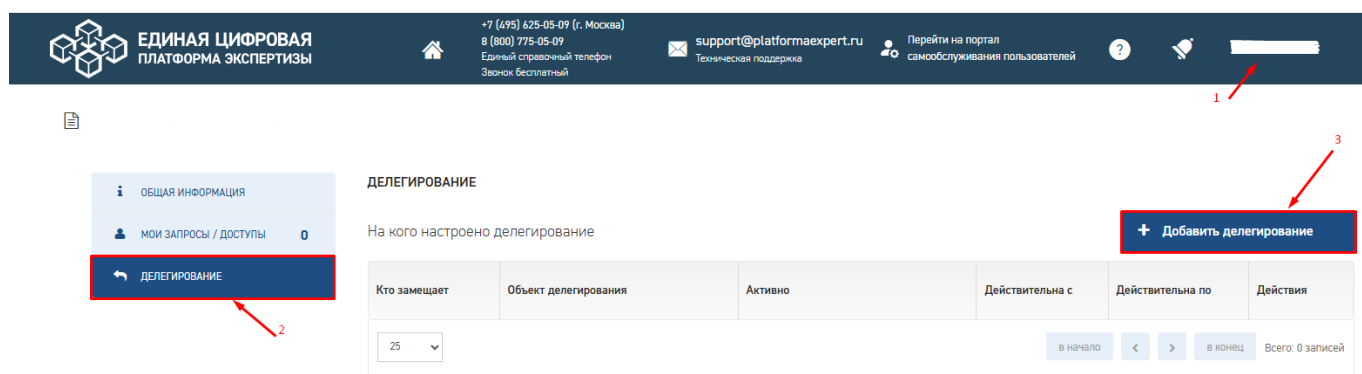 ЕДИНАЯ ЦИФРОВАЯ
ПЛАТФОРМА ЭКСПЕРТИЗЫ
+7 (495) 625-05-09 (г. Москва)
8 (800) 775-05-09
Единый справочный телефон
Звонок бесплатный
support@platformaexpert.ru
Техническая поддержка
Перейти на портал
самообслуживания пользователей
?
1
3
ОБЩАЯ ИНФОРМАЦИЯ
МОИ ЗАПРОСЫ / ДОСТУПЫ 0
ДЕЛЕГИРОВАНИЕ
2
ДЕЛЕГИРОВАНИЕ
На кого настроено делегирование
+ Добавить делегирование
Кто замещает Объект делегирования Активно Действительна с Действительна по Действия
25 в начало < > в конец Всего: 0 записей